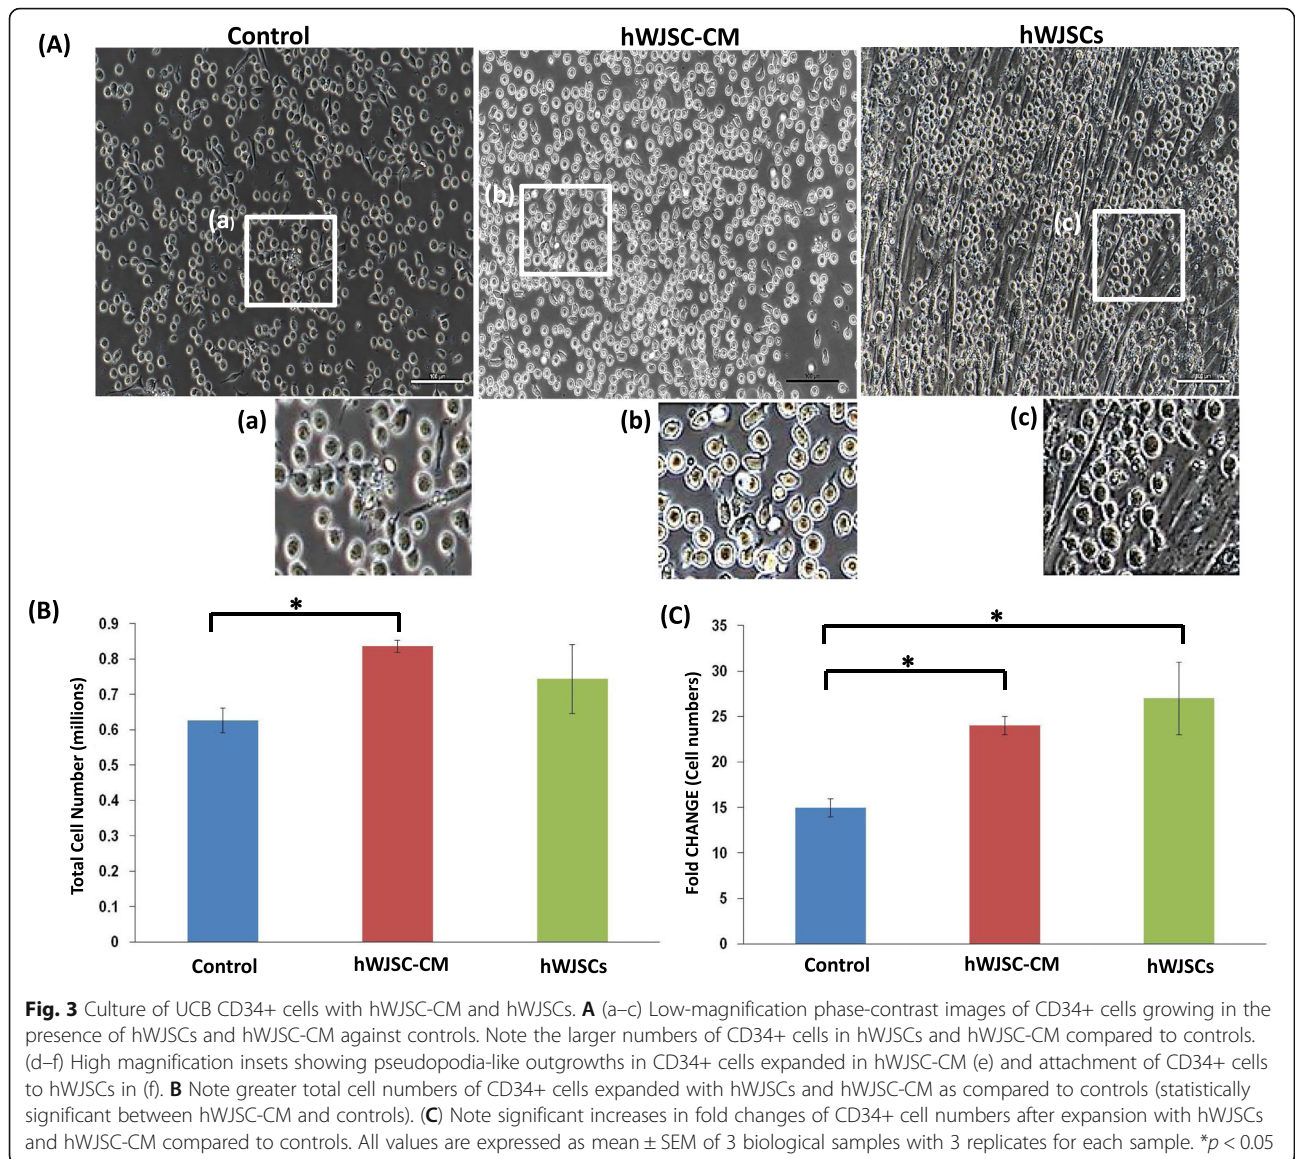 (A)
Control
hWJSC-CM
hWJSCs
(a)
(b)
(c)
100 µm
100 µm
100 µm
(a)
(b)
(c)
(B)
*
Total Cell Number (millions)
0.9
0.8
0.7
0.6
0.5
0.4
0.3
0.2
0.1
0
Control
hWJSC-CM
hWJSCs
(C)
*
*
Fold CHANGE (Cell numbers)
35
30
25
20
15
10
5
0
Control
hWJSC-CM
hWJSCs
Fig. 3 Culture of UCB CD34+ cells with hWJSC-CM and hWJSCs. A (a–c) Low-magnification phase-contrast images of CD34+ cells growing in the
presence of hWJSCs and hWJSC-CM against controls. Note the larger numbers of CD34+ cells in hWJSCs and hWJSC-CM compared to controls.
(d–f) High magnification insets showing pseudopodia-like outgrowths in CD34+ cells expanded in hWJSC-CM (e) and attachment of CD34+ cells
to hWJSCs in (f). B Note greater total cell numbers of CD34+ cells expanded with hWJSCs and hWJSC-CM as compared to controls (statistically
significant between hWJSC-CM and controls). (C) Note significant increases in fold changes of CD34+ cell numbers after expansion with hWJSCs
and hWJSC-CM compared to controls. All values are expressed as mean ± SEM of 3 biological samples with 3 replicates for each sample. *p < 0.05